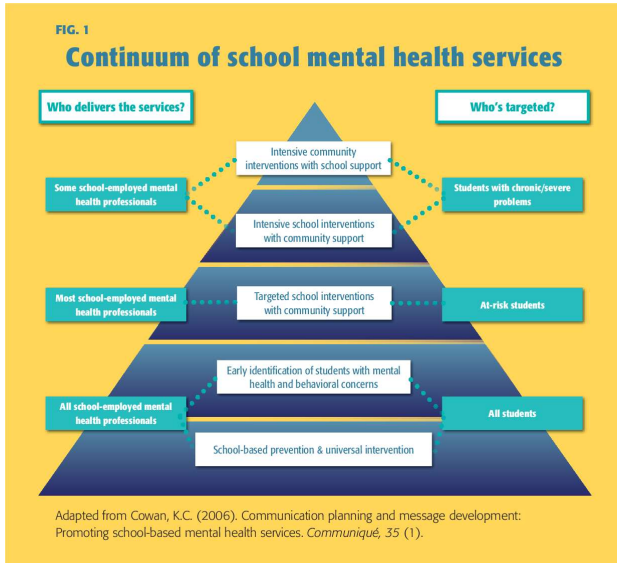 FIG. 1
Continuum of school mental health services
Who delivers the services?
Who's targeted?
Intensive community
interventions with school support
Some school-employed mental
health professionals
Students with chronic/severe
problems
Intensive school interventions
with community support
Most school-employed mental
health professionals
Targeted school interventions
with community support
At-risk students
Early identification of students with mental
health and behavioral concerns
All school-employed mental
health professionals
All students
School-based prevention & universal intervention
Adapted from Cowan, K.C. (2006). Communication planning and message development:
Promoting school-based mental health services. Communiqué, 35 (1).